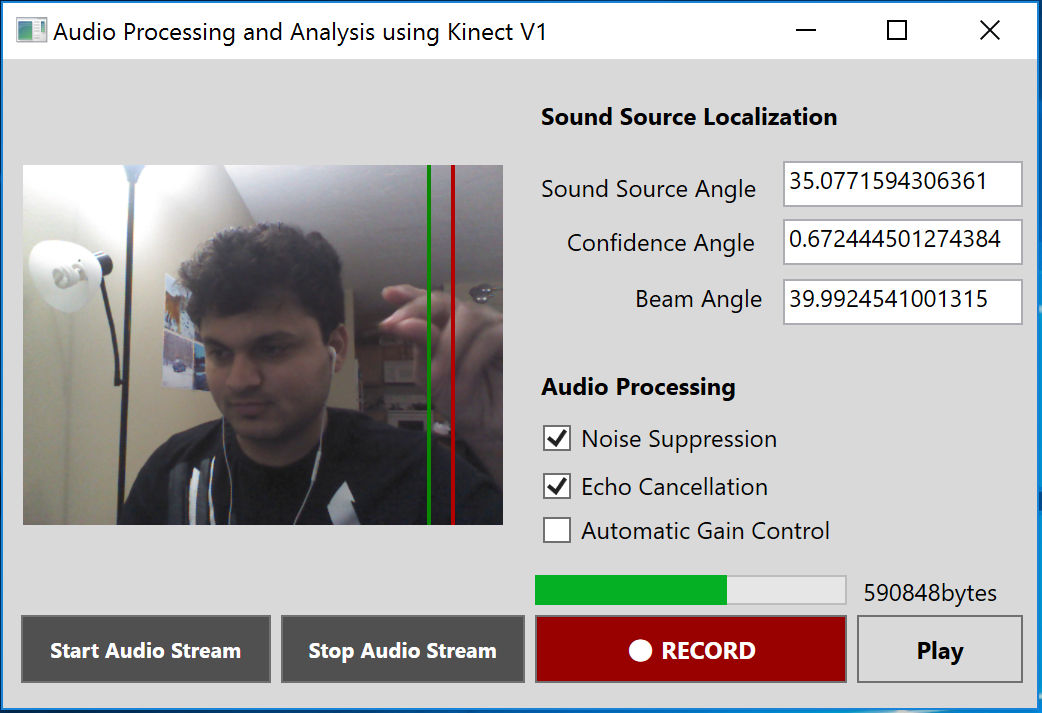 Audio Processing and Analysis using Kinect V1
Sound Source Localization
Sound Source Angle 35.0771594306361
Confidence Angle 0.672444501274384
Beam Angle 39.9924541001315
Audio Processing
Noise Suppression
Echo Cancellation
Automatic Gain Control
590848bytes
Start Audio Stream Stop Audio Stream RECORD Play